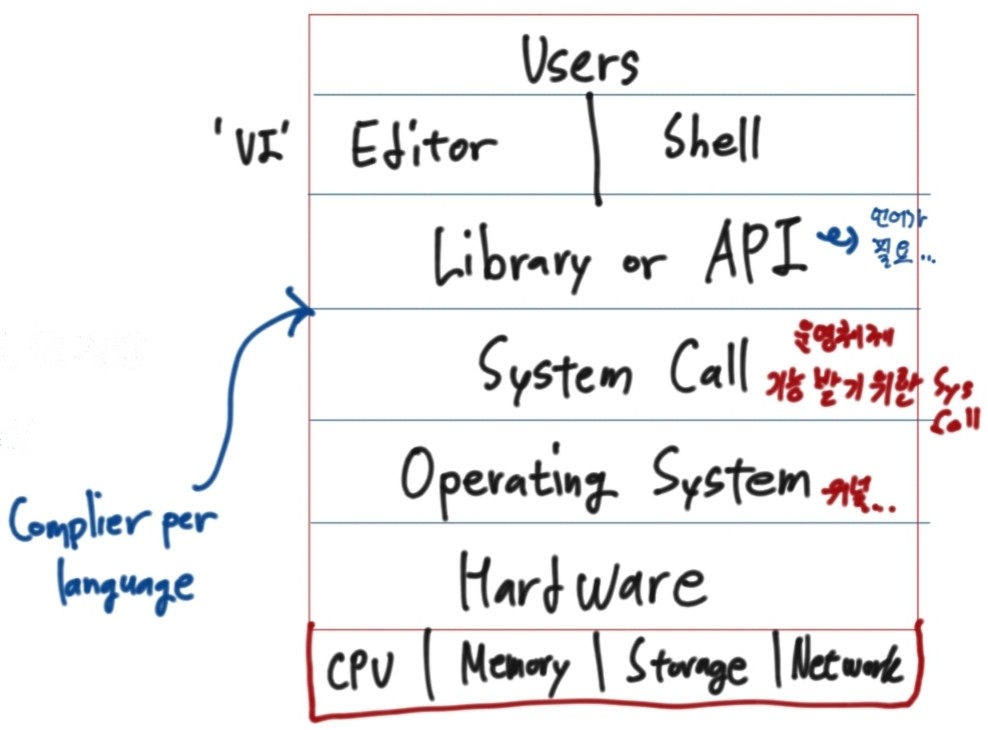 Users
'VI' Editor Shell
Library or API
언어가
필요..
System Call
운영체제
기능 받기 위한 Sys
Call
Operating System 커널...
Complier per
language
Hardware
CPU | Memory | Storage | Network